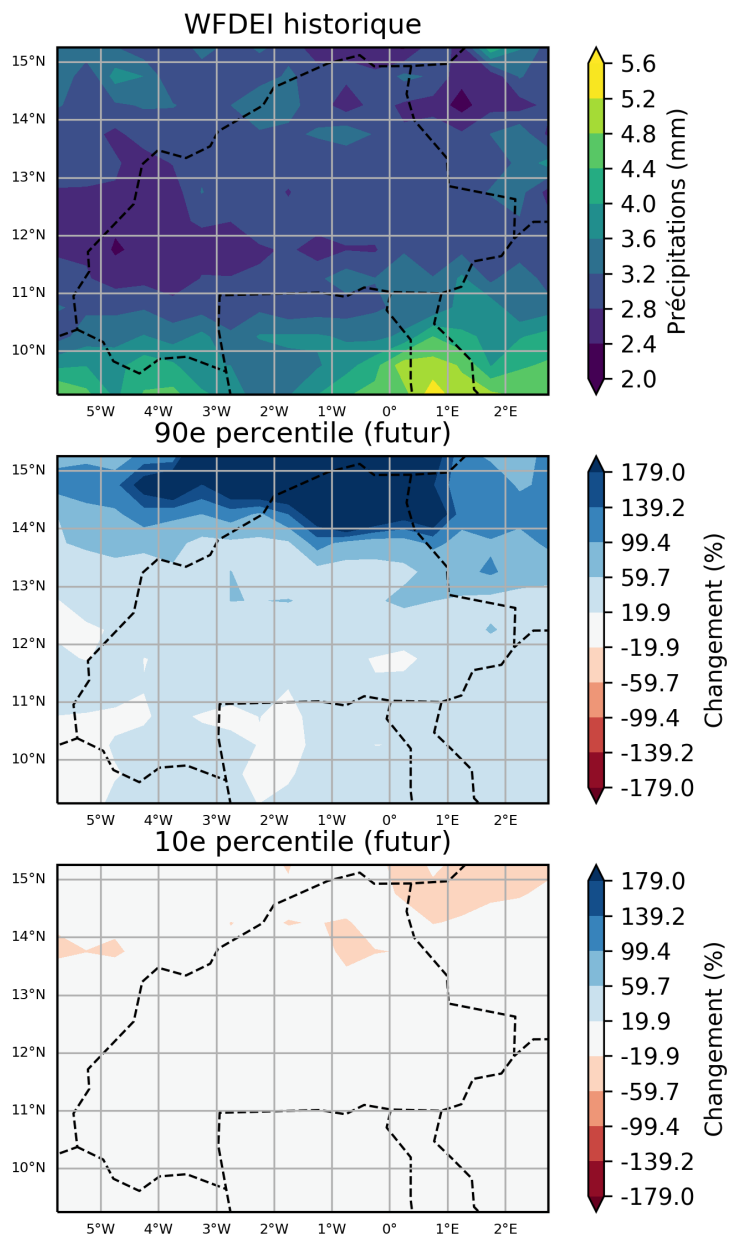 WFDEI historique
15°N
14°N
13°N
12°N
11°N
10°N
5°W 4°W 3°W 2°W 1°W 0° 1°E 2°E
5.6
5.2
4.8
4.4
4.0
3.6
3.2
2.8
2.4
2.0
Précipitations (mm)
90e percentile (futur)
15°N
14°N
13°N
12°N
11°N
10°N
5°W 4°W 3°W 2°W 1°W 0° 1°E 2°E
179.0
139.2
99.4
59.7
19.9
-19.9
-59.7
-99.4
-139.2
-179.0
Changement (%)
10e percentile (futur)
15°N
14°N
13°N
12°N
11°N
10°N
5°W 4°W 3°W 2°W 1°W 0° 1°E 2°E
179.0
139.2
99.4
59.7
19.9
-19.9
-59.7
-99.4
-139.2
-179.0
Changement (%)